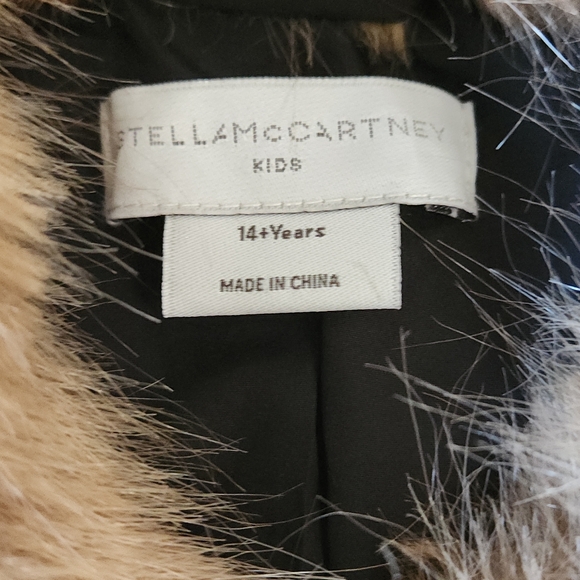 STELLA McCARTNEY
KIDS
14+Years
MADE IN CHINA